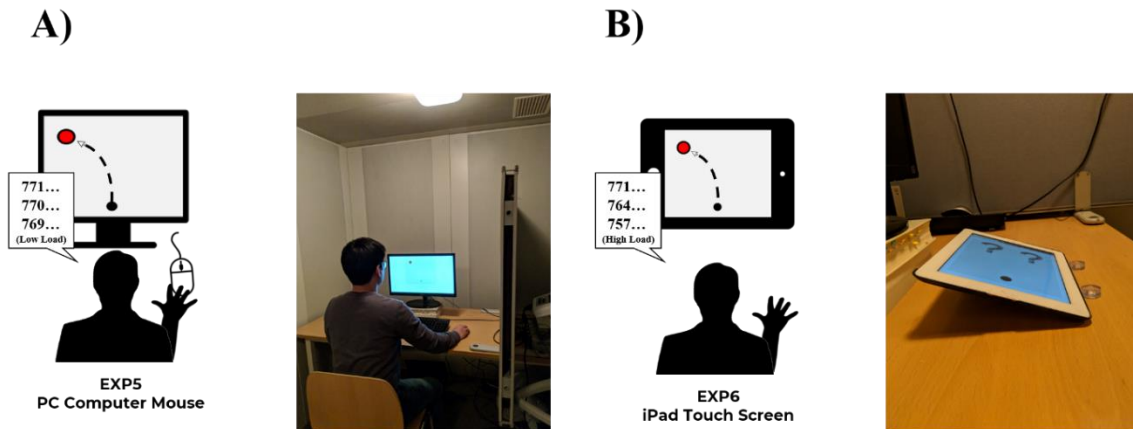 A)
771...
770...
769...
(Low Load)
EXP5
PC Computer Mouse
B)
771...
764...
757...
(High Load)
EXP6
iPad Touch Screen
? ?